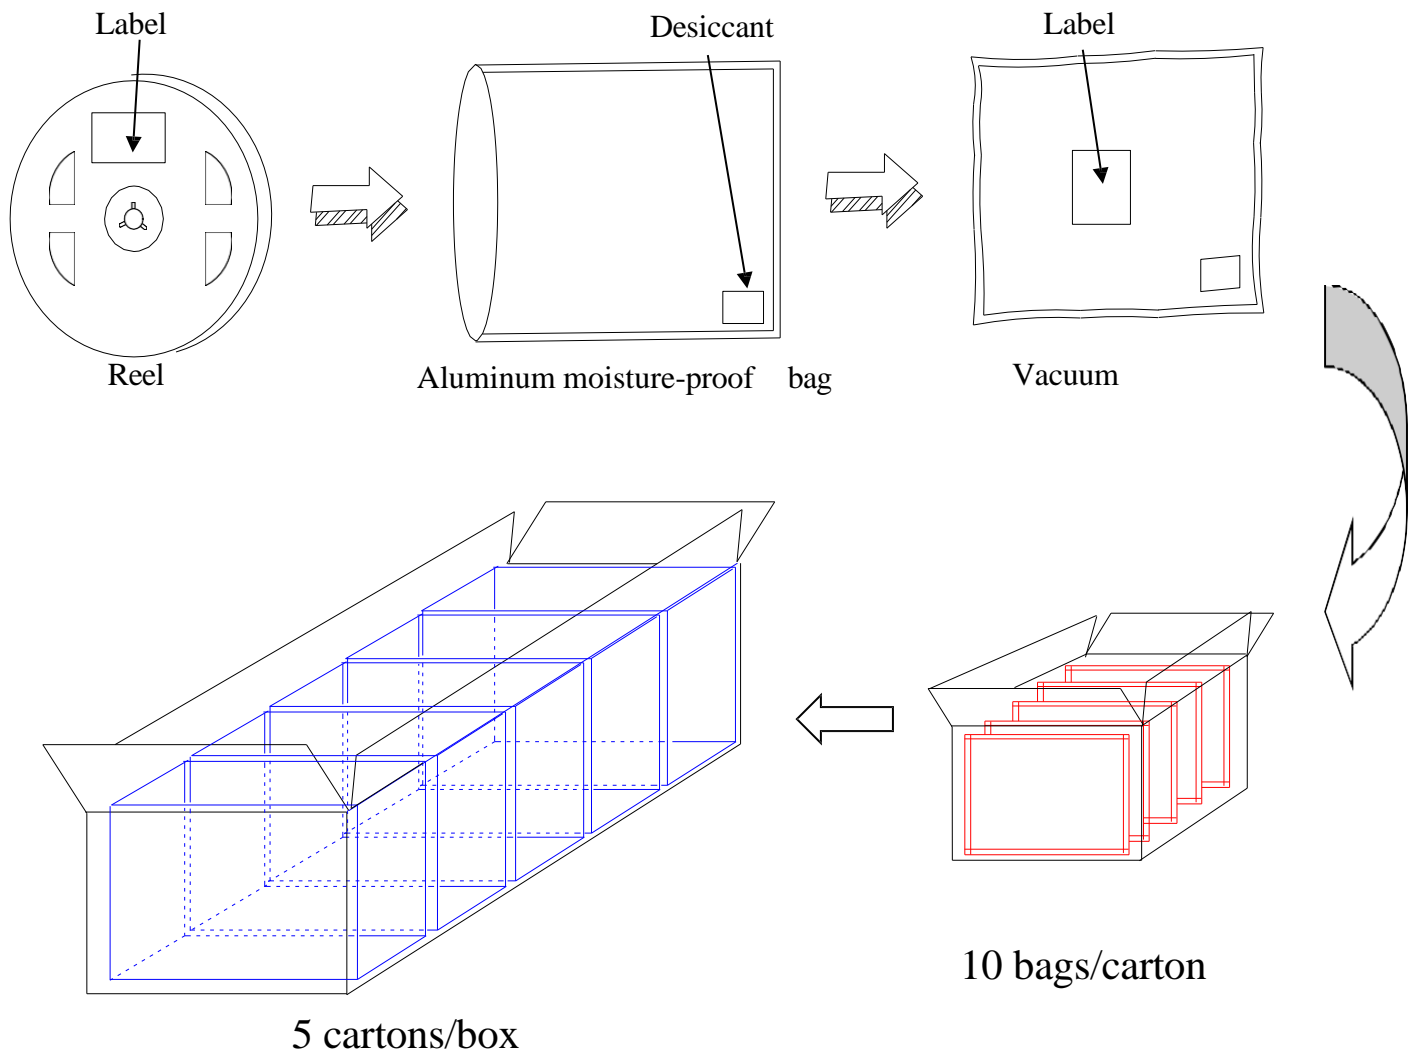 Label
Desiccant
Label
Reel
Aluminum moisture-proof bag
Vacuum
10 bags/carton
5 cartons/box